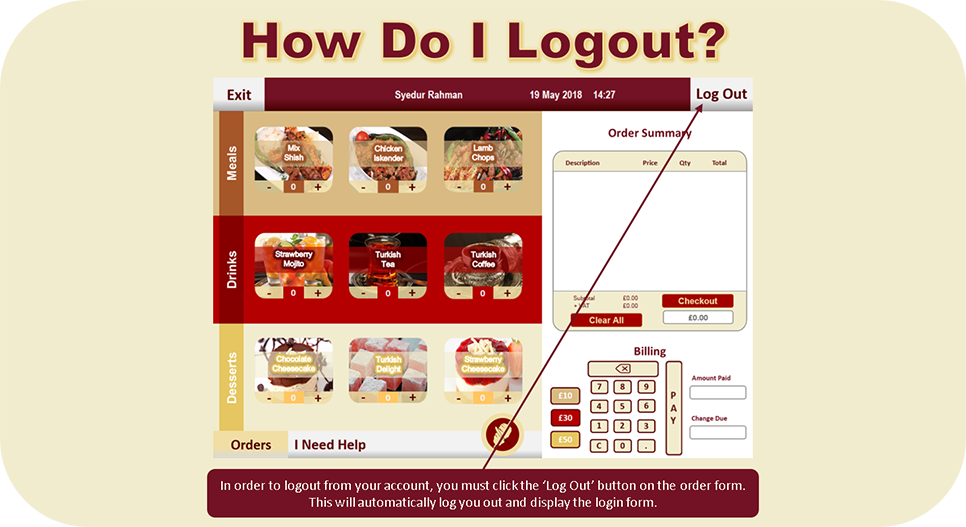 How Do I Logout?
Exit
Syedur Rahman
19 May 2018
14:27
Log Out
Meals
Mix
Shish
- 0 +
Chicken
Iskender
- 0 +
Lamb
Chops
- 0 +
Drinks
Strawberry
Mojito
- 0 +
Turkish
Tea
- 0 +
Turkish
Coffee
- 0 +
Desserts
Chocolate
Cheesecake
- 0 +
Turkish
Delight
- 0 +
Strawberry
Cheesecake
- 0 +
Orders
I Need Help
Order Summary
Description Price Qty Total
Subtotal £0.00
+ VAT £0.00
Checkout
Clear All
£0.00
Billing
£10
£30
£50
7 8 9
4 5 6
1 2 3
C 0 .
PAY
Amount Paid
Change Due
In order to logout from your account, you must click the ‘Log Out’ button on the order form.
This will automatically log you out and display the login form.